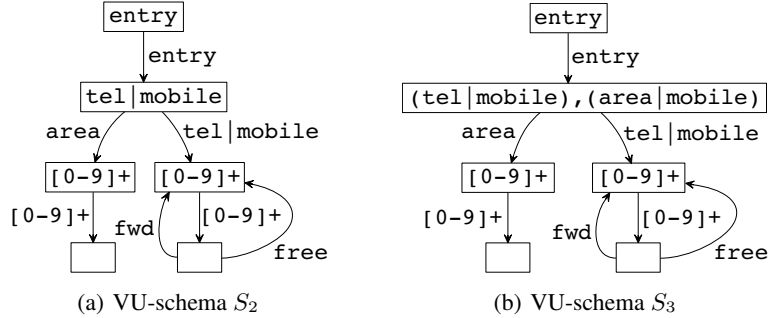 entry
entry
tel|mobile
area
tel|mobile
[0-9]+
[0-9]+
[0-9]+
fwd
[0-9]+
free
(a) VU-schema S2
entry
entry
(tel|mobile),(area|mobile)
area
tel|mobile
[0-9]+
[0-9]+
[0-9]+
fwd
[0-9]+
free
(b) VU-schema S3